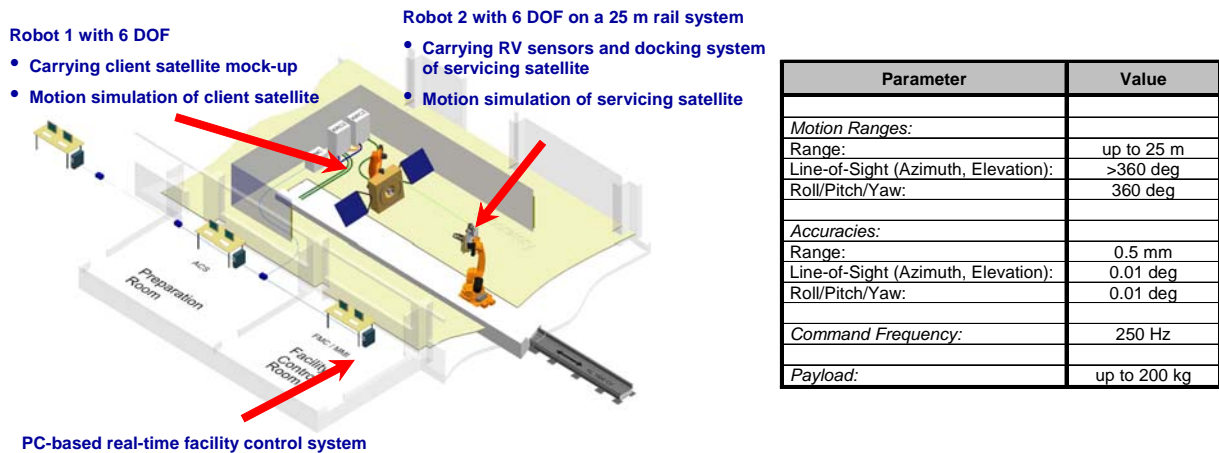 Robot 1 with 6 DOF
• Carrying client satellite mock-up
• Motion simulation of client satellite
Robot 2 with 6 DOF on a 25 m rail system
• Carrying RV sensors and docking system
of servicing satellite
• Motion simulation of servicing satellite
ACS
Preparation
Room
FMC / MMI
Facility
Control
Room
PC-based real-time facility control system
Parameter Value
Motion Ranges:
Range: up to 25 m
Line-of-Sight (Azimuth, Elevation): >360 deg
Roll/Pitch/Yaw: 360 deg
Accuracies:
Range: 0.5 mm
Line-of-Sight (Azimuth, Elevation): 0.01 deg
Roll/Pitch/Yaw: 0.01 deg
Command Frequency: 250 Hz
Payload: up to 200 kg